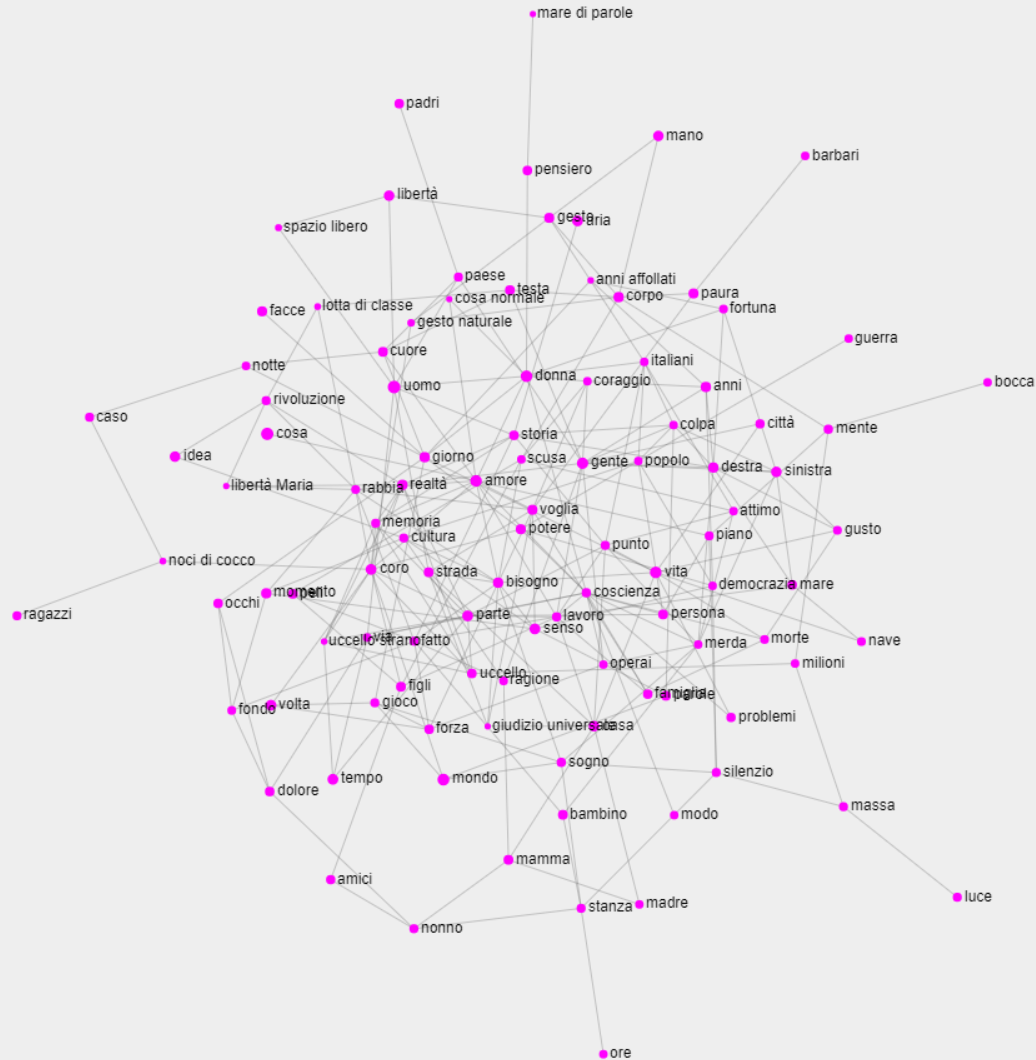 mare di parole
padri
mano
barbari
pensiero
libertà
gesto
aria
spazio libero
paese
anni affollati
testa
paura
corpo
cosa normale
lotta di classe
fortuna
facce
gesto naturale
guerra
cuore
italiani
notte
donna
coraggio
bocca
uomo
anni
rivoluzione
caso
città
colpa
mente
cosa
storia
idea
giorno
scusa
gente
popolo
destra
sinistra
amore
realtà
libertà Maria
rabbia
voglia
attimo
memoria
potere
gusto
cultura
piano
punto
noci di cocco
coro
strada
vita
bisogno
democrazia
mare
momento
peli
coscienza
occhi
persona
ragazzi
parte
lavoro
senso
via
uccello strano
fatto
morte
nave
merda
operai
milioni
uccello
ragione
figli
famiglia
parole
gioco
volta
fondo
problemi
giudizio universale
casa
forza
sogno
silenzio
tempo
mondo
dolore
massa
bambino
modo
mamma
amici
luce
madre
stanza
nonno
ore